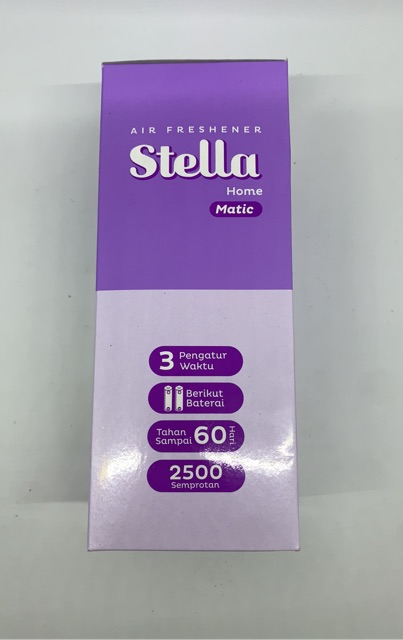 AIR FRESHENER
Stella
Home
Matic
3 Pengatur
Waktu
Berikut
Baterai
Tahan
Sampai 60 Hari
2500
Semprotan